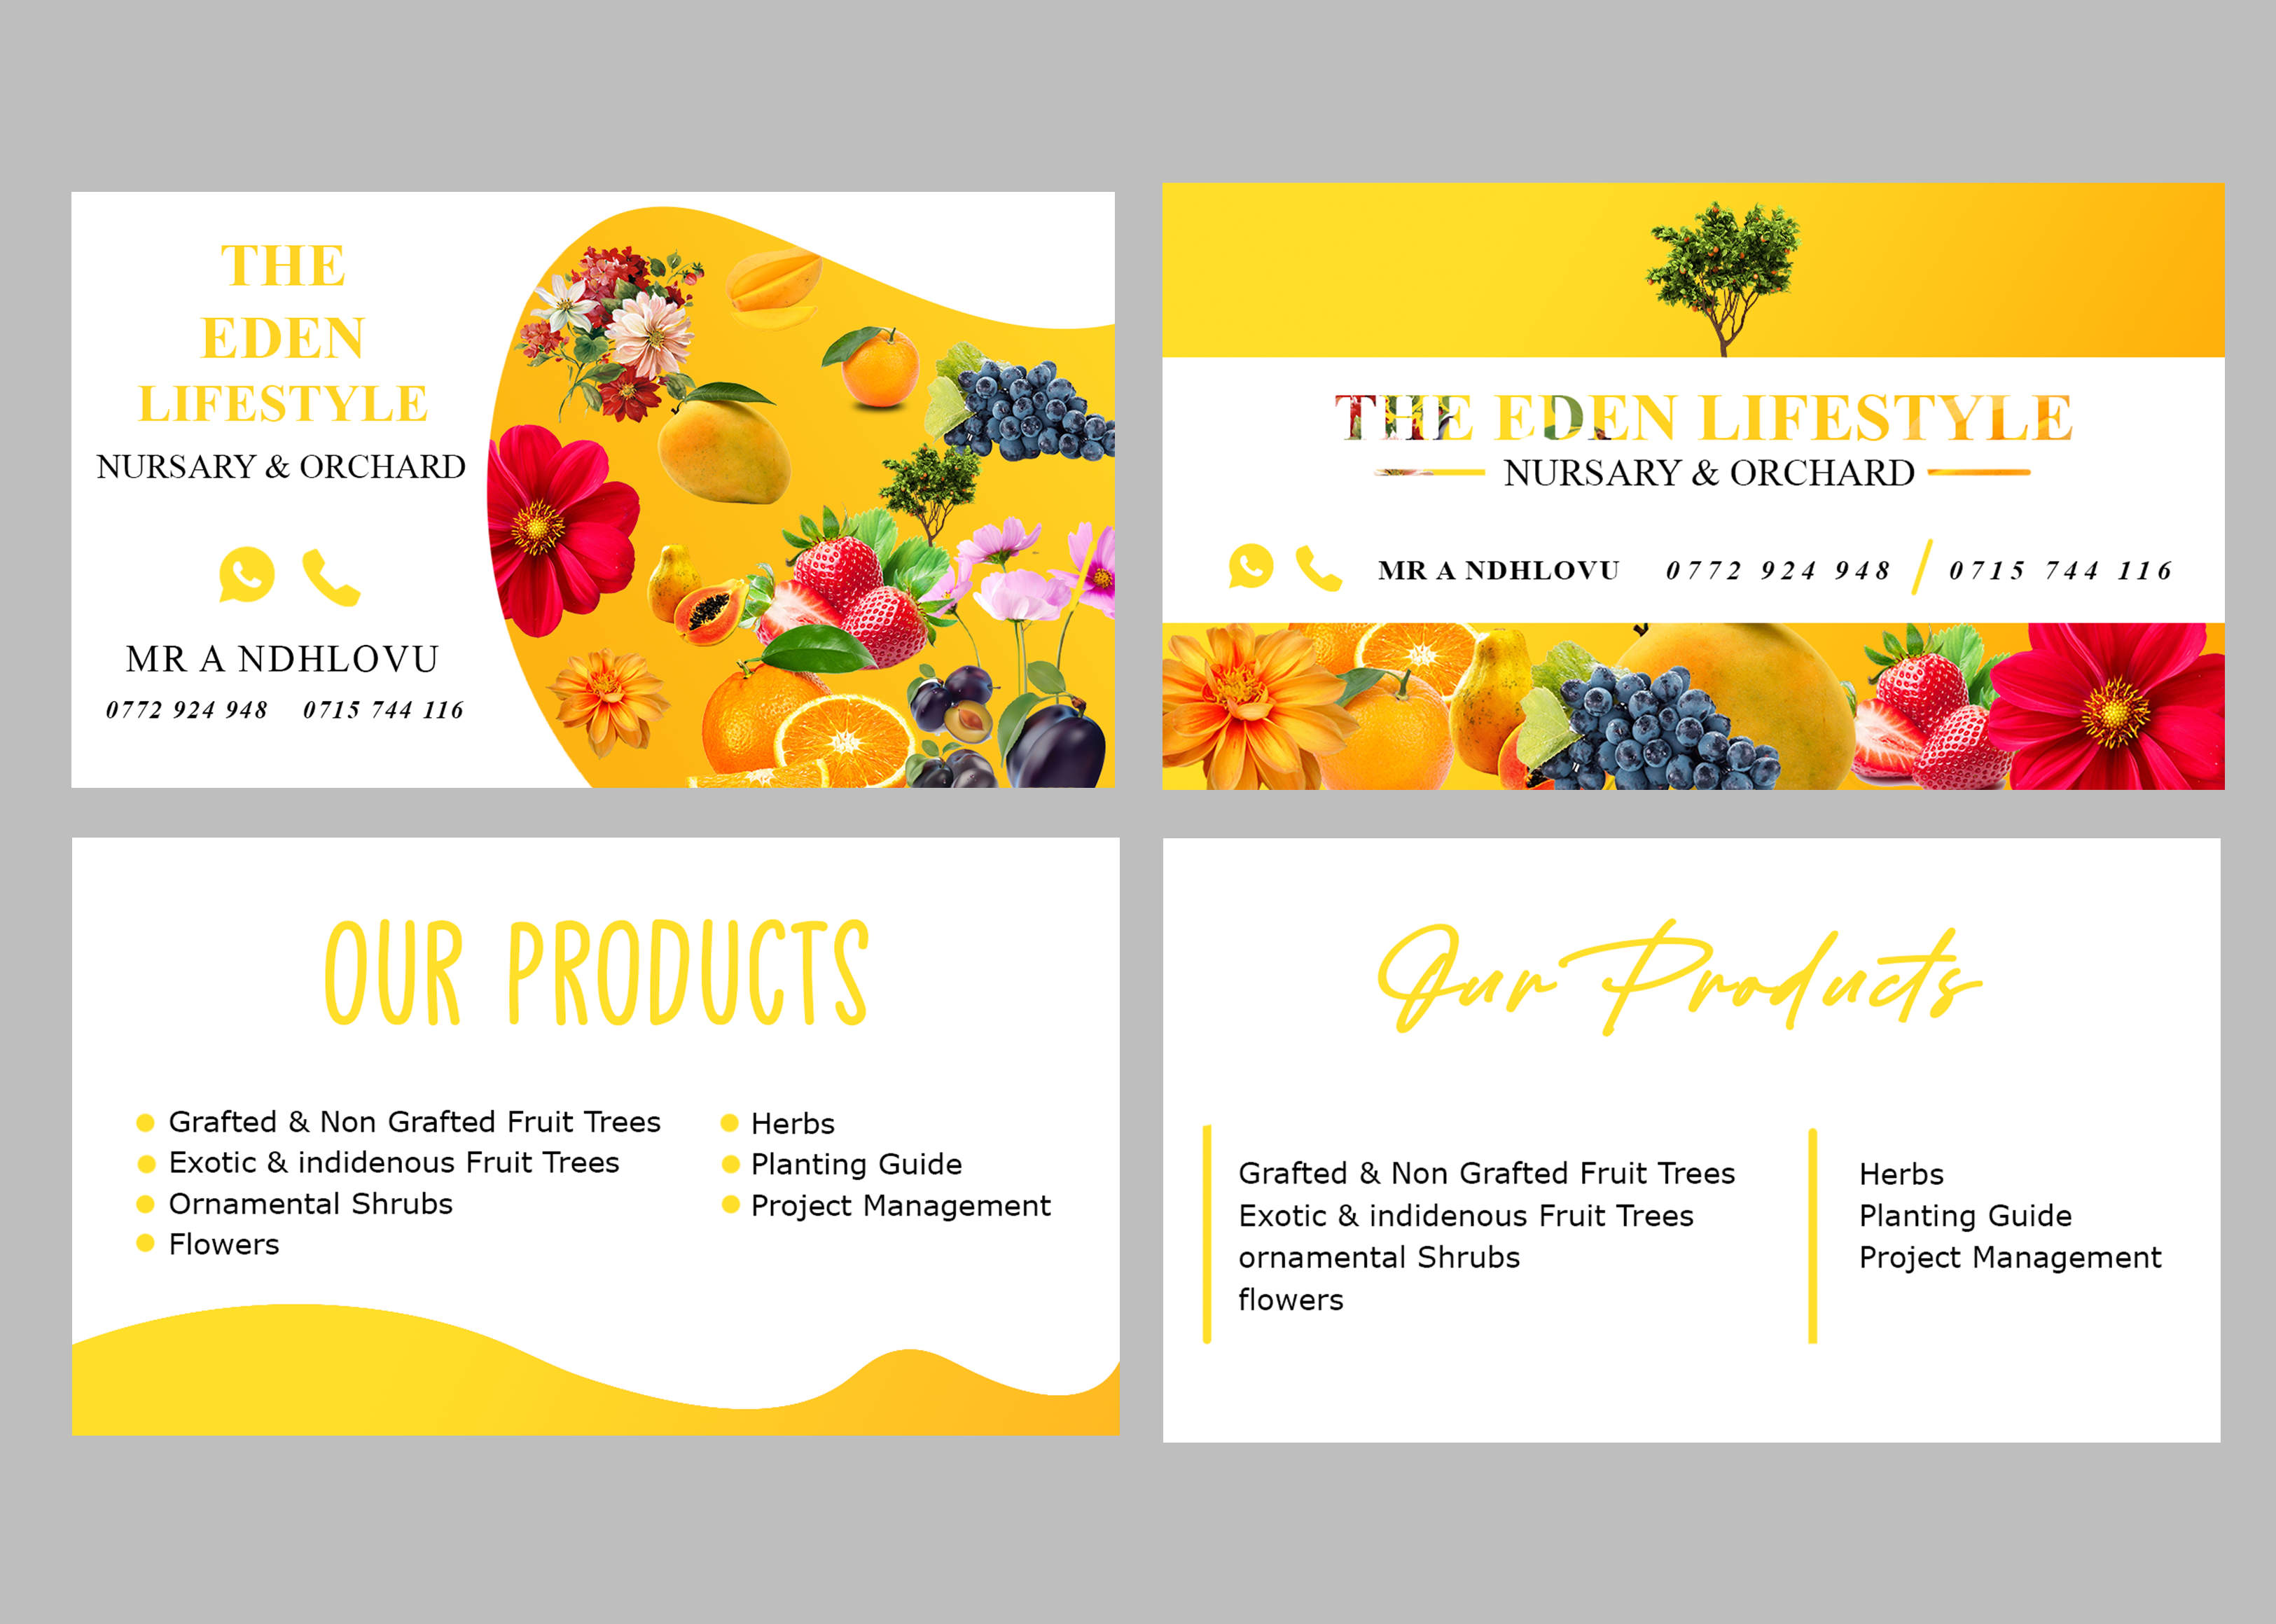 THE
EDEN
LIFESTYLE
NURSARY & ORCHARD
MR A NDHLOVU
0772 924 948 0715 744 116
THE EDEN LIFESTYLE
NURSARY & ORCHARD
MR A NDHLOVU 0772 924 948 / 0715 744 116
OUR PRODUCTS
Grafted & Non Grafted Fruit Trees
Exotic & indidenous Fruit Trees
Ornamental Shrubs
Flowers
Herbs
Planting Guide
Project Management
Our Products
Grafted & Non Grafted Fruit Trees
Exotic & indidenous Fruit Trees
ornamental Shrubs
flowers
Herbs
Planting Guide
Project Management